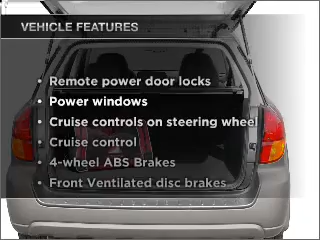 VEHICLE FEATURES
• Remote power door locks
• Power windows
• Cruise controls on steering wheel
• Cruise control
• 4-wheel ABS Brakes
• Front Ventilated disc brakes